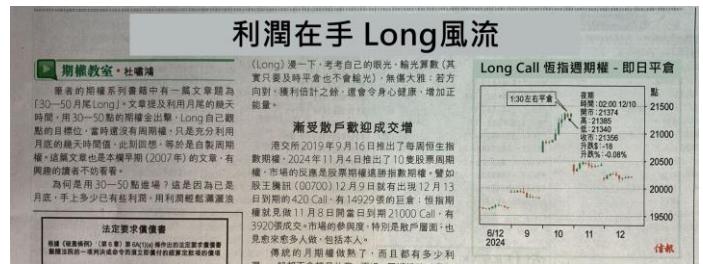 利潤在手 Long風流
期權教室•杜嘯鴻
筆者的期權系列書籍中有一篇文章題為
「30—50月尾Long」。文章提及利用月尾的幾天
時間，用30—50點的期權金出擊，Long自己觀
點的目標位，當時還沒有周期權，只是充分利用
月底的幾天時間值，此刻回想，等於是自製周期
權。這篇文章也是本欄早期（2007年）的文章，有
興趣的讀者不妨看看。
為何是用30—50點進場？這是因為已是
月底，手上多少已有些利潤，用利潤輕鬆瀟灑浪
法定要求償債書
（Long）漫一下，考考自己的眼光，輸光算數（其
實只要及時平倉也不會輸光），無傷大雅；若方
向對，獲利倍計之餘，還會令身心健康，增加正
能量。
漸受散戶歡迎成交增
港交所2019年9月16日推出了每周恒生指
數期權，2024年11月4日推出了10隻股票周期
權，市場的反應是股票期權遠勝指數期權。譬如
股王騰訊（00700）12月9日就有出現12月13
日到期的420 Call，有14929張的巨倉；恒指期
權就見做11月8日開當日到期21000 Call，有
3920張成交。市場的參與度，特別是散戶層面，也
見愈來愈多人做，包括本人。
傳統的月期權做熟了，而且都有多少利
Long Call 恆指週期權 - 即日平倉
1:30左右平倉
夜期
時間: 02:00 12/10
開市: 21374
高: 21385
低: 21340
收市: 21356
升跌$: -18
升跌%: -0.08%
點
21500
21000
20500
20000
19500
6/12 9 10 11 12
2024
信報